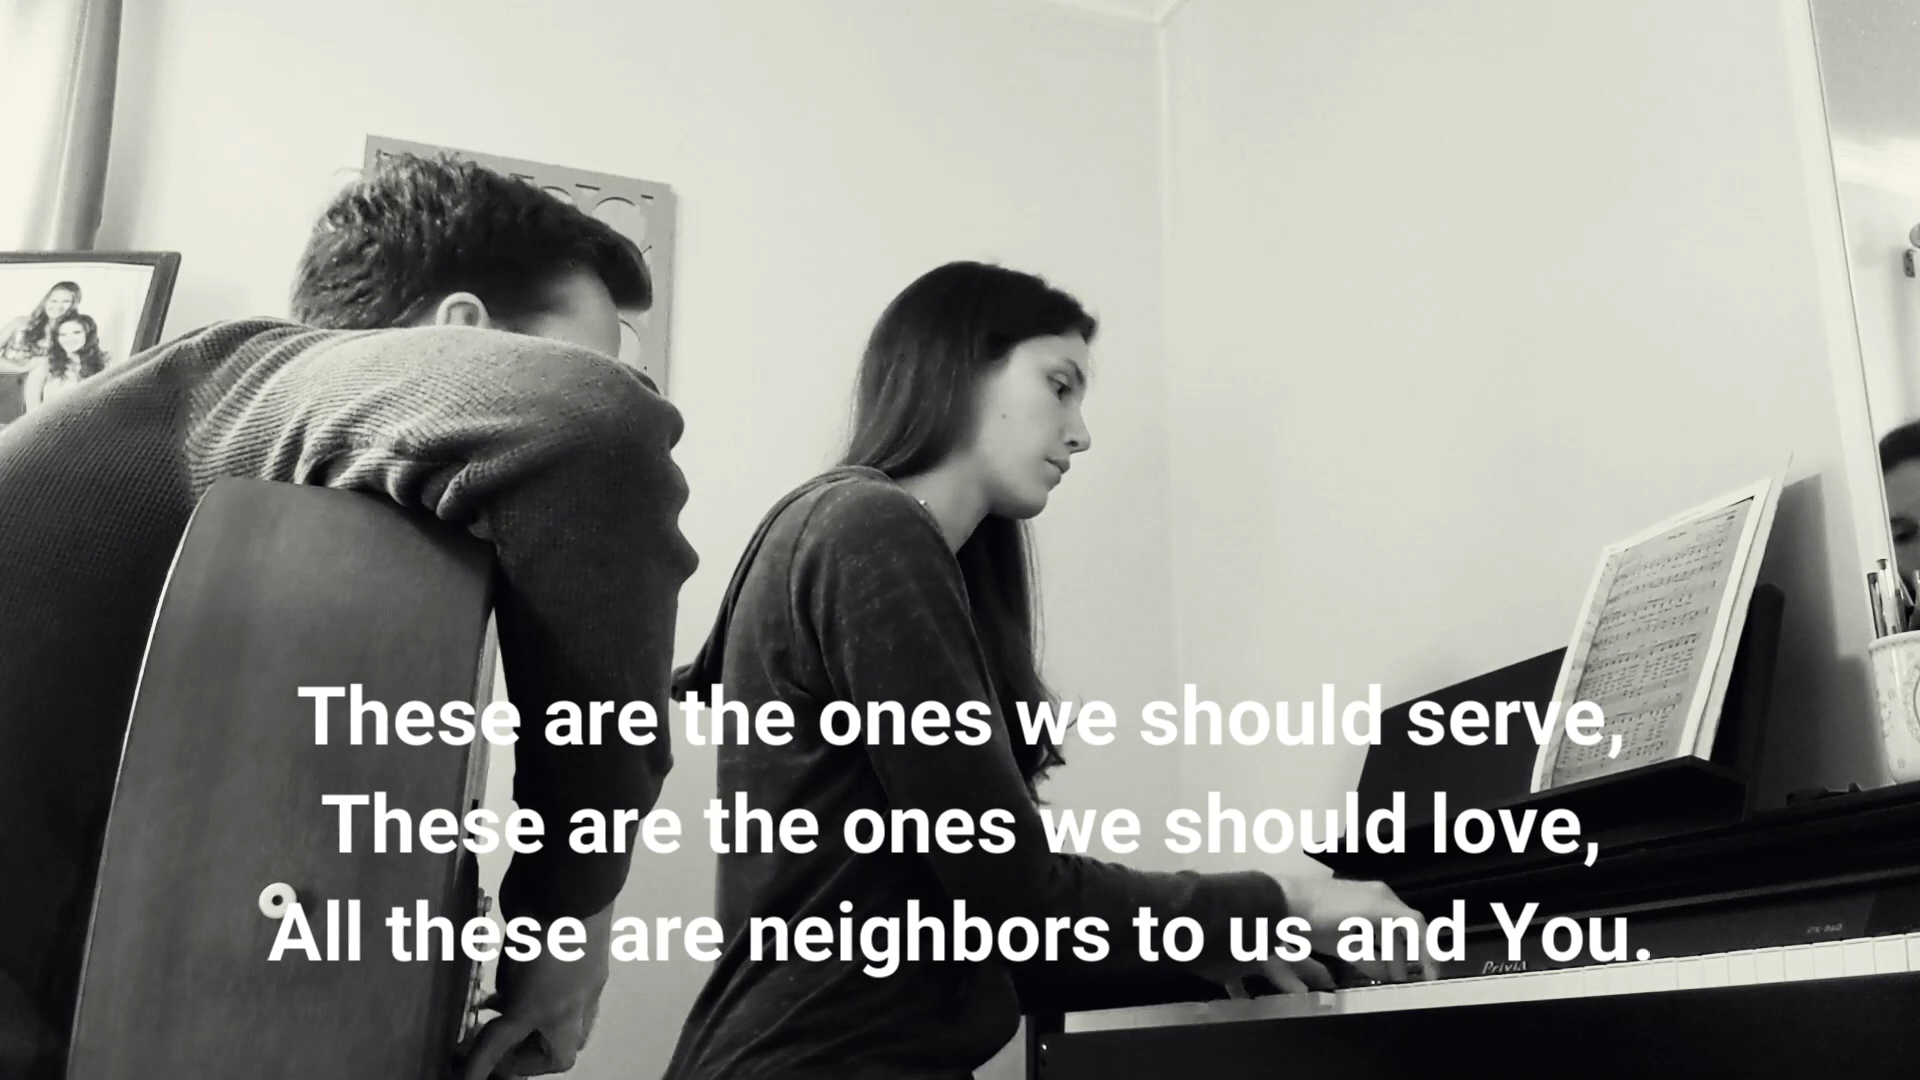 These are the ones we should serve,
These are the ones we should love,
All these are neighbors to us and You.
Privia